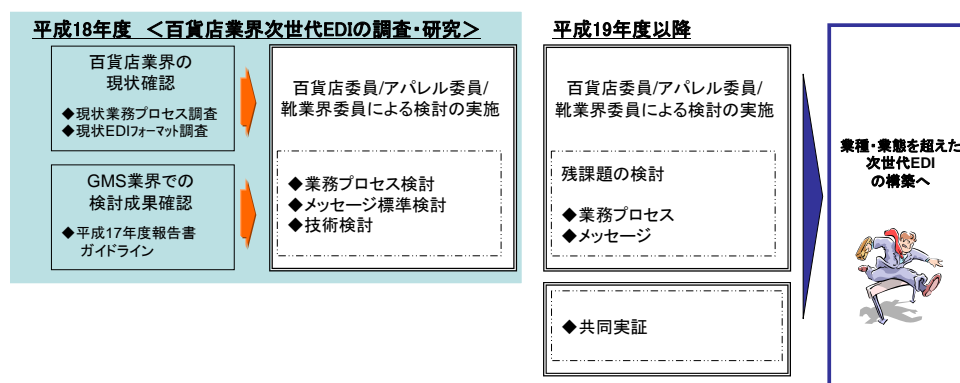 平成18年度 ＜百貨店業界次世代EDIの調査・研究＞
百貨店業界の
現状確認
◆現状業務プロセス調査
◆現状EDIフォーマット調査
GMS業界での
検討成果確認
◆平成17年度報告書
ガイドライン
百貨店委員/アパレル委員/
靴業界委員による検討の実施
◆業務プロセス検討
◆メッセージ標準検討
◆技術検討
平成19年度以降
百貨店委員/アパレル委員/
靴業界委員による検討の実施
残課題の検討
◆業務プロセス
◆メッセージ
◆共同実証
業種・業態を超えた
次世代EDI
の構築へ